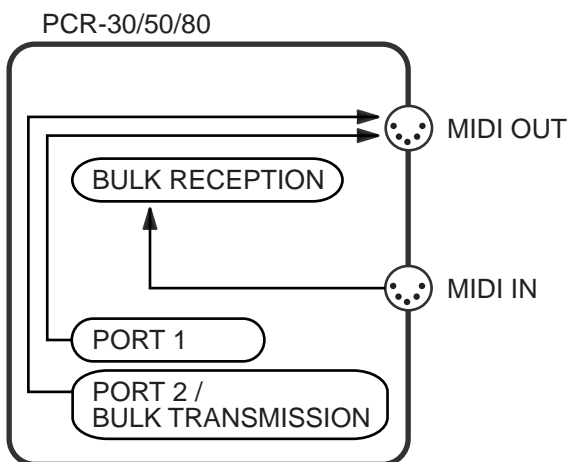 PCR-30/50/80
MIDI OUT
BULK RECEPTION
MIDI IN
PORT 1
PORT 2 /
BULK TRANSMISSION